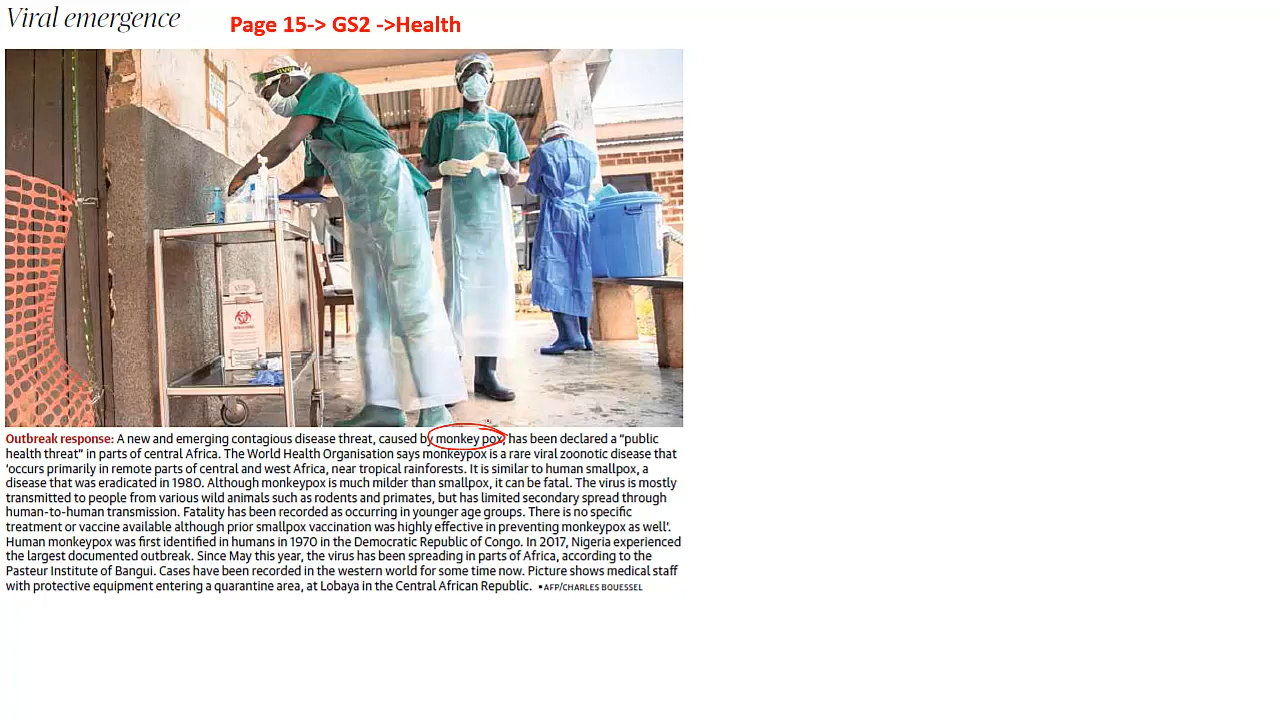 Viral emergence
Page 15-> GS2 ->Health
Outbreak response: A new and emerging contagious disease threat, caused by monkey pox, has been declared a “public
health threat” in parts of central Africa. The World Health Organisation says monkeypox is a rare viral zoonotic disease that
‘occurs primarily in remote parts of central and west Africa, near tropical rainforests. It is similar to human smallpox, a
disease that was eradicated in 1980. Although monkeypox is much milder than smallpox, it can be fatal. The virus is mostly
transmitted to people from various wild animals such as rodents and primates, but has limited secondary spread through
human-to-human transmission. Fatality has been recorded as occurring in younger age groups. There is no specific
treatment or vaccine available although prior smallpox vaccination was highly effective in preventing monkeypox as well’.
Human monkeypox was first identified in humans in 1970 in the Democratic Republic of Congo. In 2017, Nigeria experienced
the largest documented outbreak. Since May this year, the virus has been spreading in parts of Africa, according to the
Pasteur Institute of Bangui. Cases have been recorded in the western world for some time now. Picture shows medical staff
with protective equipment entering a quarantine area, at Lobaya in the Central African Republic. •AFP/CHARLES BOUESSEL